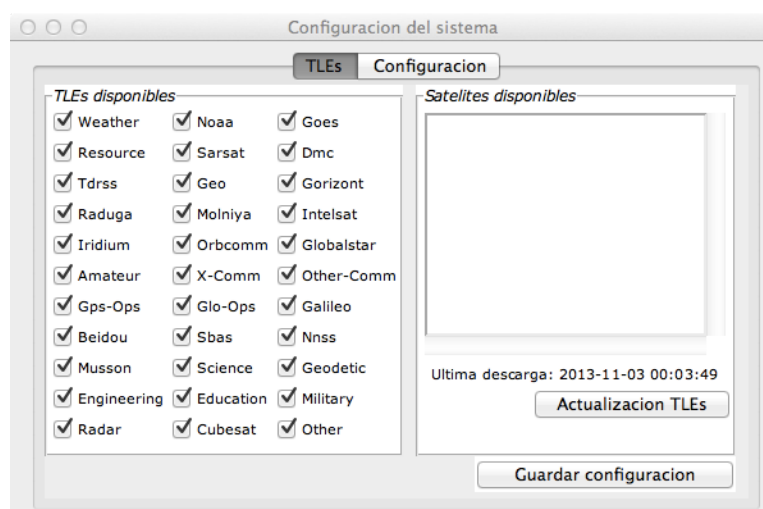 Configuracion del sistema
TLEs Configuracion
TLEs disponibles
Weather Noaa Goes
Resource Sarsat Dmc
Tdrss Geo Gorizont
Raduga Molniya Intelsat
Iridium Orbcomm Globalstar
Amateur X-Comm Other-Comm
Gps-Ops Glo-Ops Galileo
Beidou Sbas Nnss
Musson Science Geodetic
Engineering Education Military
Radar Cubesat Other
Satelites disponibles
Ultima descarga: 2013-11-03 00:03:49
Actualizacion TLEs
Guardar configuracion